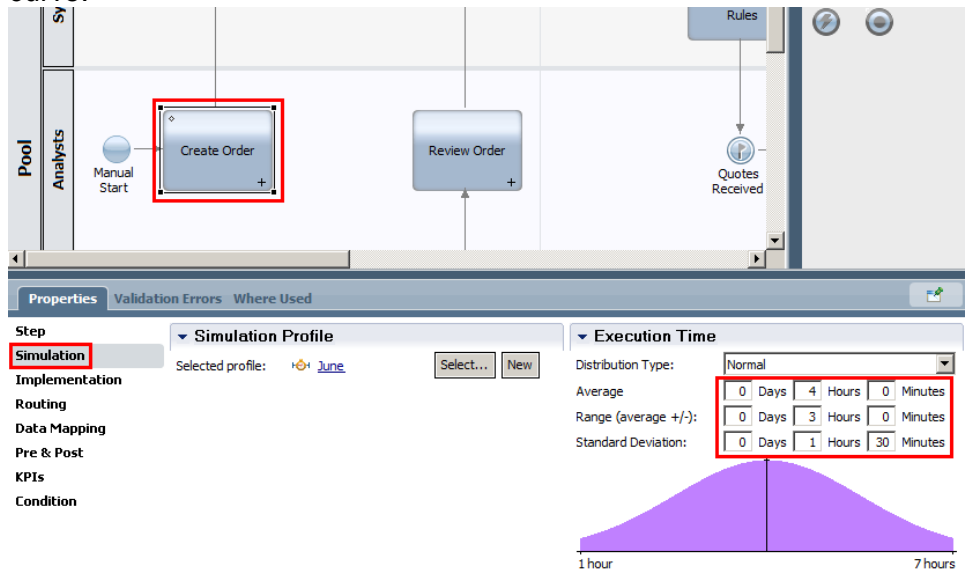 Sy
Rules
Pool
Analysts
Manual
Start
Create Order
+
Review Order
+
Quotes
Received
Properties Validation Errors Where Used
Step
Simulation
Implementation
Routing
Data Mapping
Pre & Post
KPIs
Condition
Simulation Profile
Selected profile: June Select... New
Execution Time
Distribution Type: Normal
Average 0 Days 4 Hours 0 Minutes
Range (average +/-): 0 Days 3 Hours 0 Minutes
Standard Deviation: 0 Days 1 Hours 30 Minutes
1 hour 7 hours